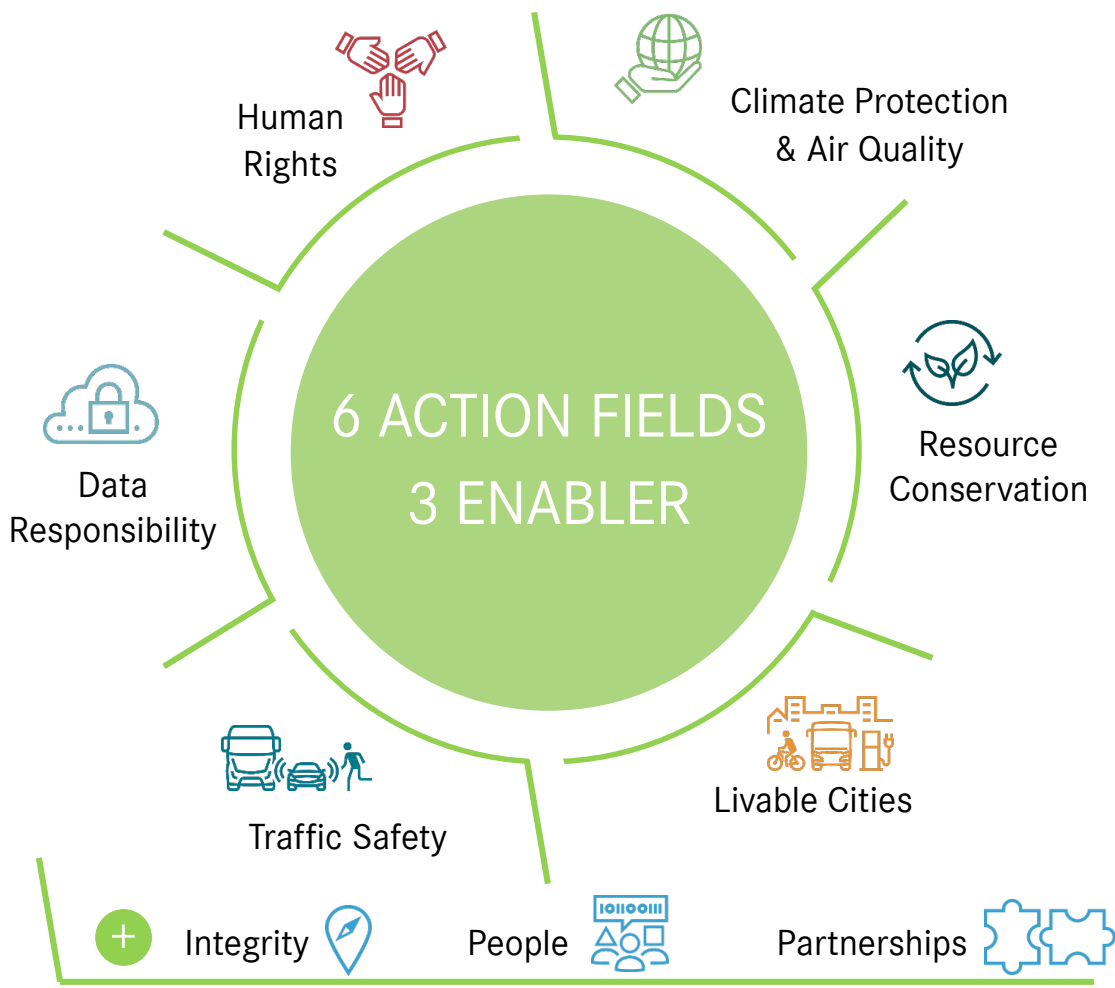 6 ACTION FIELDS
3 ENABLER
Climate Protection
& Air Quality
Resource
Conservation
Livable Cities
Traffic Safety
Data
Responsibility
Human
Rights
+
Integrity
People
IOIIOOIII
Partnerships